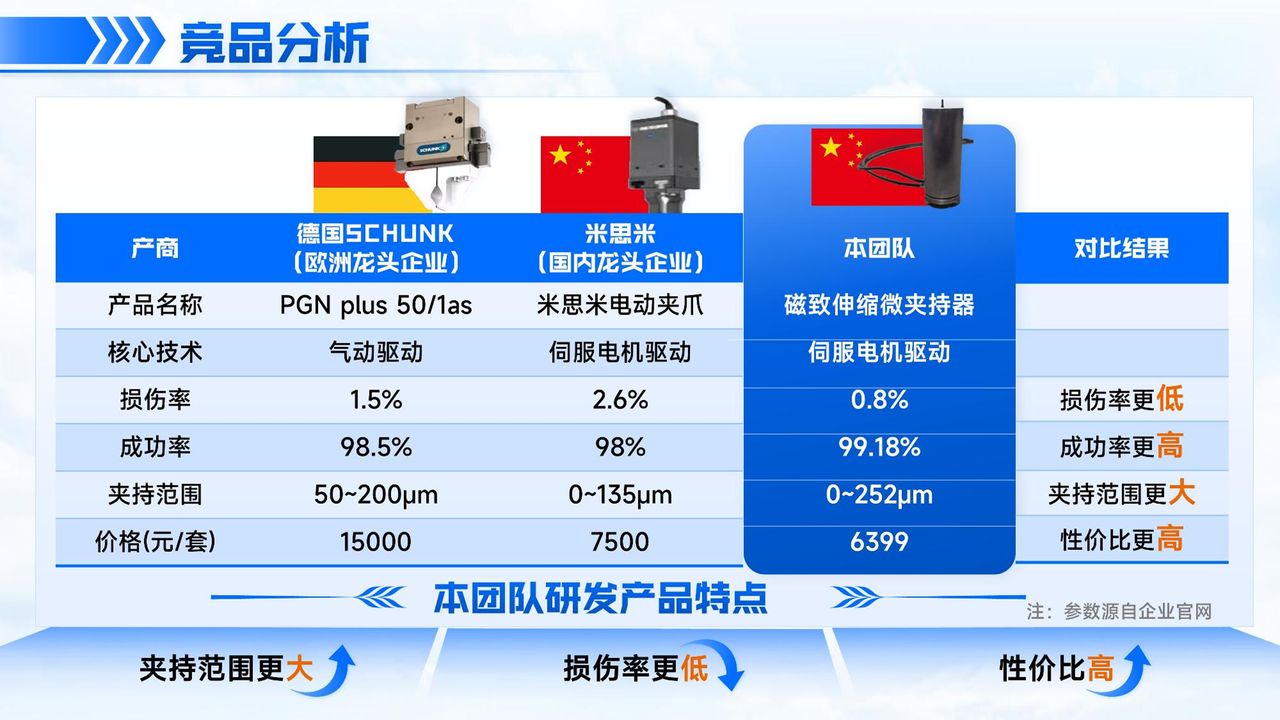 竞品分析
SCHUNK
产商
德国SCHUNK
（欧洲龙头企业）
米思米
（国内龙头企业）
本团队
对比结果
产品名称
PGN plus 50/1as
米思米电动夹爪
磁致伸缩微夹持器
核心技术
气动驱动
伺服电机驱动
伺服电机驱动
损伤率
1.5%
2.6%
0.8%
损伤率更低
成功率
98.5%
98%
99.18%
成功率更高
夹持范围
50~200μm
0~135μm
0~252μm
夹持范围更大
价格(元/套)
15000
7500
6399
性价比更高
本团队研发产品特点
注：参数源自企业官网
夹持范围更大
损伤率更低
性价比高